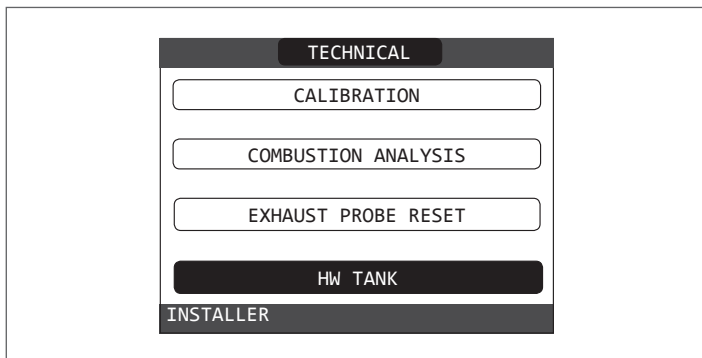 TECHNICAL
CALIBRATION
COMBUSTION ANALYSIS
EXHAUST PROBE RESET
HW TANK
INSTALLER